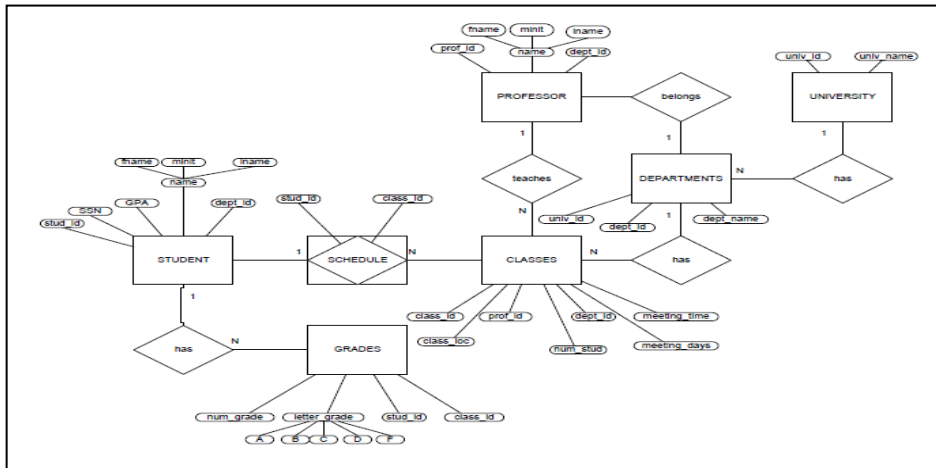 fname minit lname
prof_id name dept_id
univ_id univ_name
PROFESSOR belongs UNIVERSITY
1 1 1
fname minit lname
name
teaches DEPARTMENTS N has
SSN GPA dept_id
stud_id
stud_id class_id
N univ_id dept_id 1 dept_name
STUDENT 1 SCHEDULE N CLASSES N has
1
class_id prof_id dept_id meeting_time
class_loc num_stud meeting_days
has N GRADES
num_grade letter_grade stud_id class_id
A B C D F